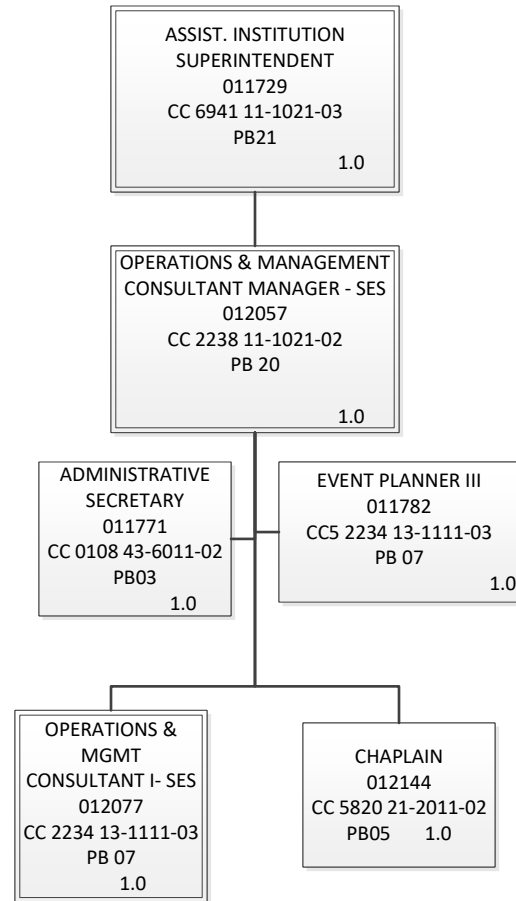 ASSIST. INSTITUTION
SUPERINTENDENT
011729
CC 6941 11-1021-03
PB21
1.0
OPERATIONS & MANAGEMENT
CONSULTANT MANAGER - SES
012057
CC 2238 11-1021-02
PB 20
1.0
ADMINISTRATIVE
SECRETARY
011771
CC 0108 43-6011-02
PB03
1.0
EVENT PLANNER III
011782
CC5 2234 13-1111-03
PB 07
1.0
OPERATIONS &
MGMT
CONSULTANT I- SES
012077
CC 2234 13-1111-03
PB 07
1.0
CHAPLAIN
012144
CC 5820 21-2011-02
PB05 1.0